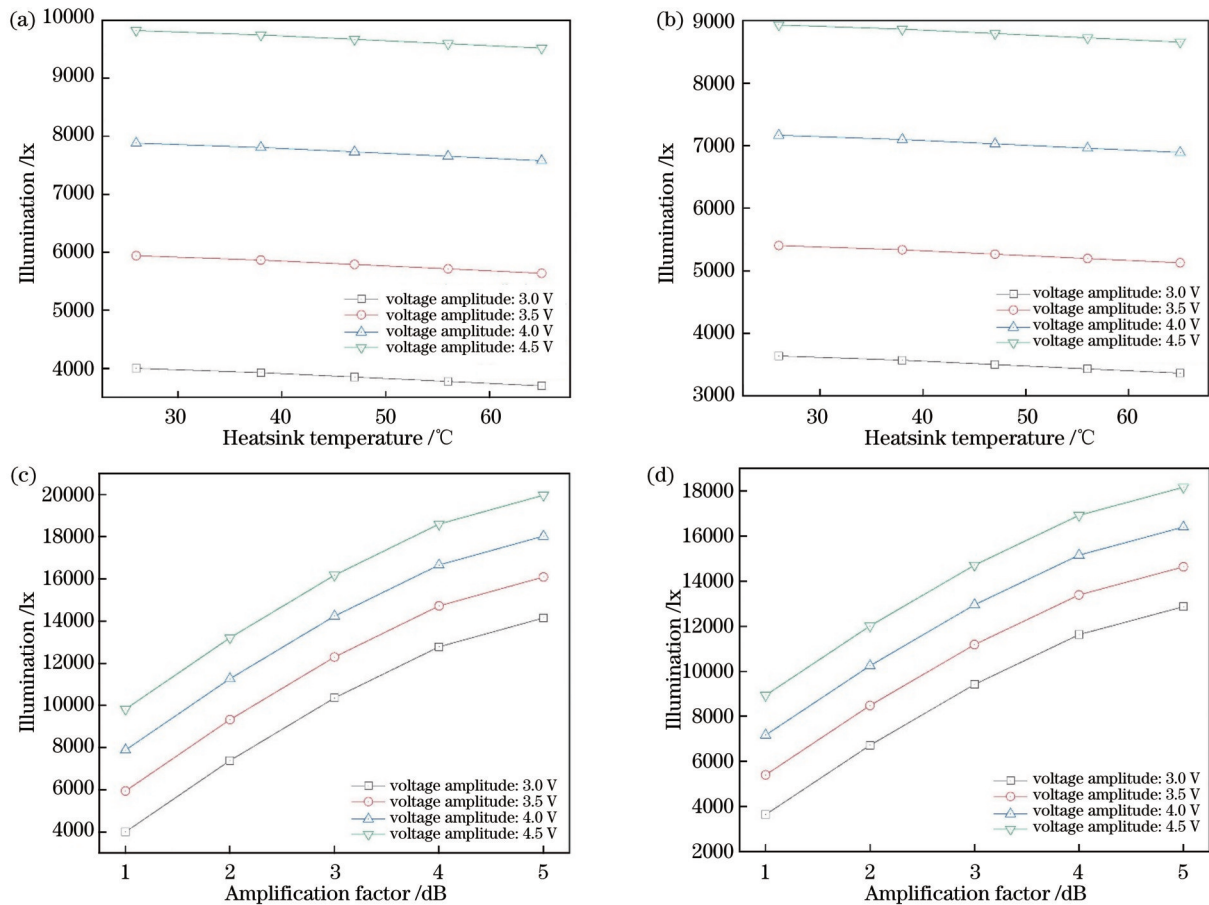 (a)
10000
9000
8000
7000
6000
5000
4000
Illumination /lx
voltage amplitude: 3.0 V
voltage amplitude: 3.5 V
voltage amplitude: 4.0 V
voltage amplitude: 4.5 V
30 40 50 60
Heatsink temperature /℃
(b)
9000
8000
7000
6000
5000
4000
3000
Illumination /lx
voltage amplitude: 3.0 V
voltage amplitude: 3.5 V
voltage amplitude: 4.0 V
voltage amplitude: 4.5 V
30 40 50 60
Heatsink temperature /℃
(c)
20000
18000
16000
14000
12000
10000
8000
6000
4000
Illumination /lx
voltage amplitude: 3.0 V
voltage amplitude: 3.5 V
voltage amplitude: 4.0 V
voltage amplitude: 4.5 V
1 2 3 4 5
Amplification factor /dB
(d)
18000
16000
14000
12000
10000
8000
6000
4000
2000
Illumination /lx
voltage amplitude: 3.0 V
voltage amplitude: 3.5 V
voltage amplitude: 4.0 V
voltage amplitude: 4.5 V
1 2 3 4 5
Amplification factor /dB